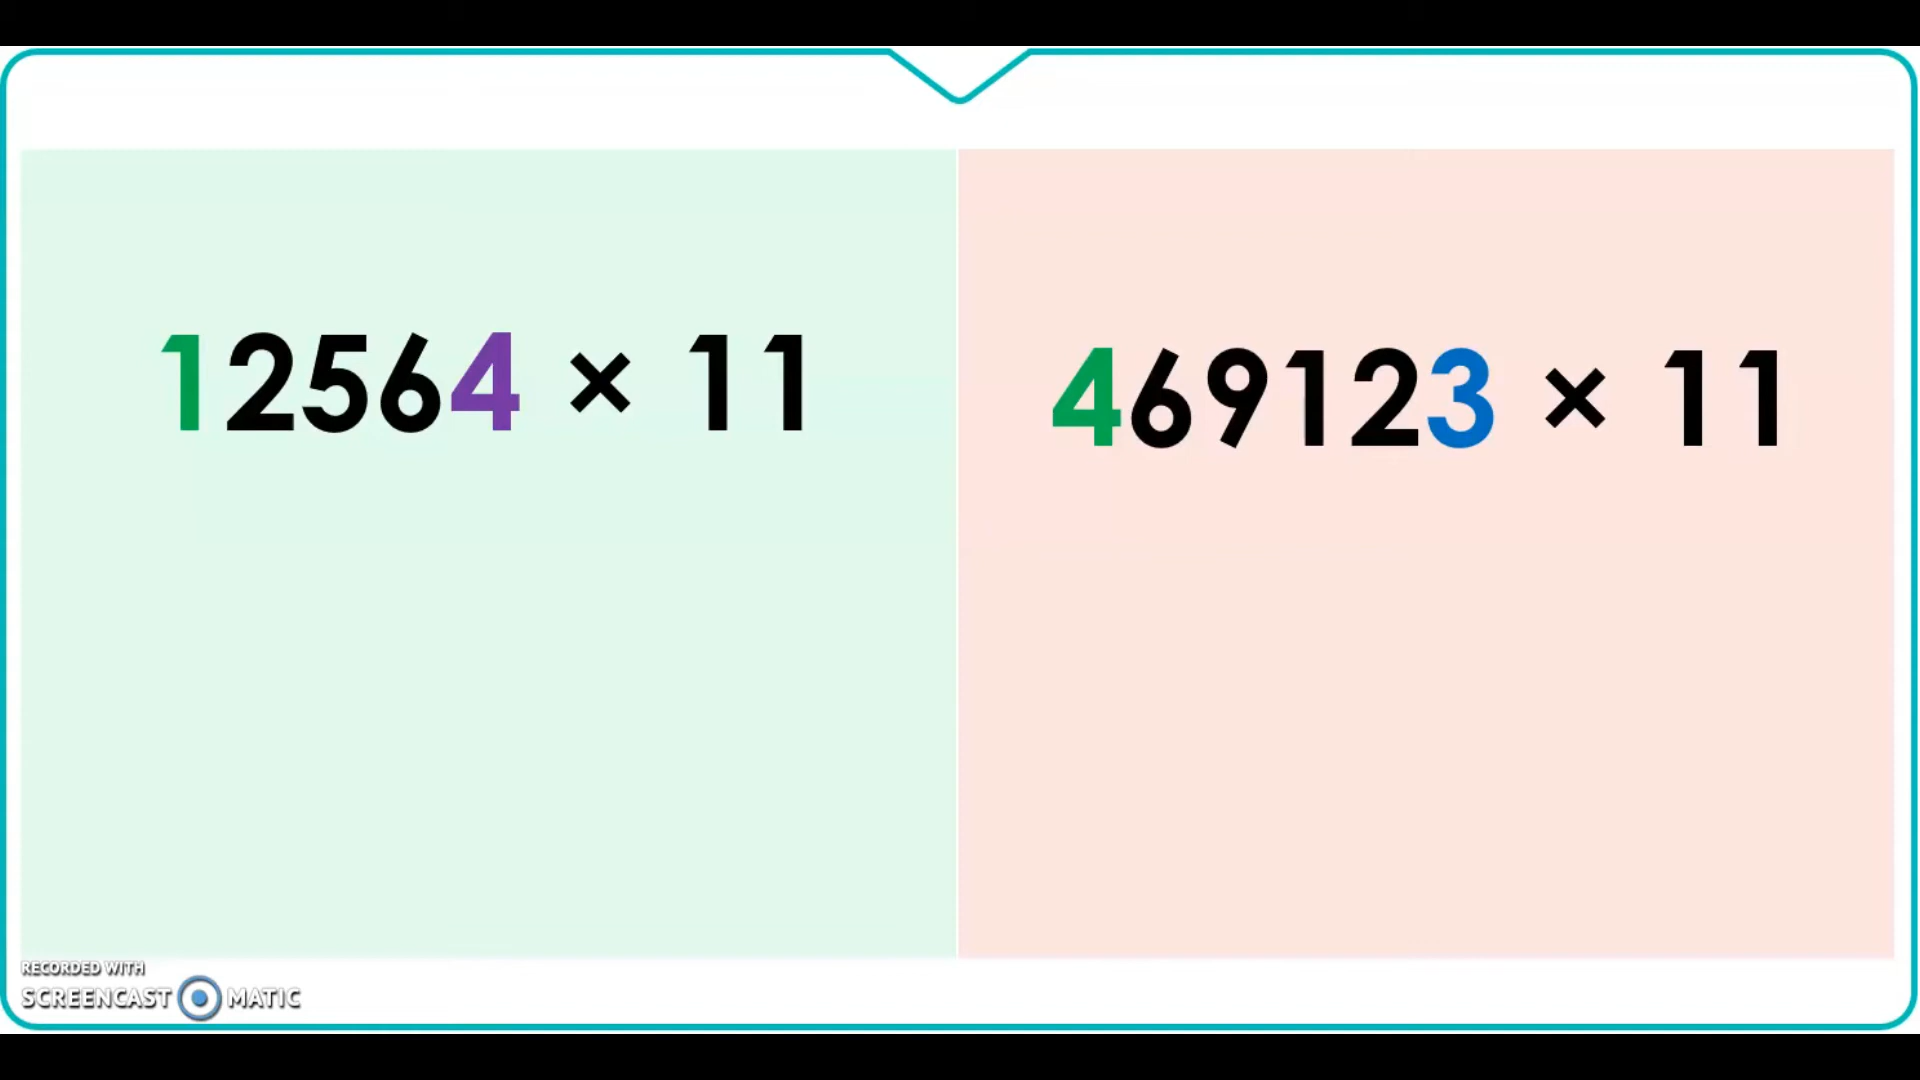 12564 × 11
469123 × 11
RECORDED WITH
SCREENCAST MATIC